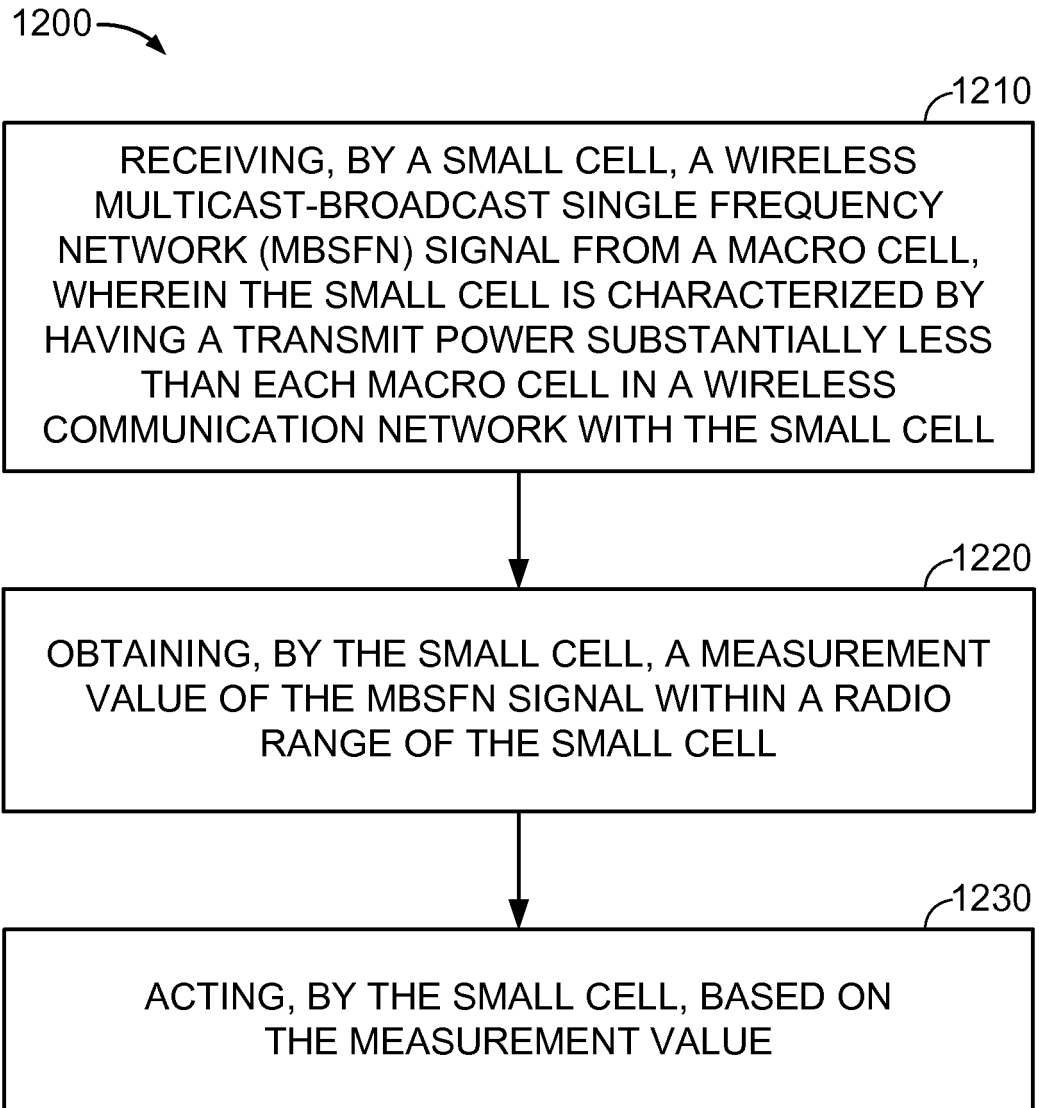 1200
1210
RECEIVING, BY A SMALL CELL, A WIRELESS
MULTICAST-BROADCAST SINGLE FREQUENCY
NETWORK (MBSFN) SIGNAL FROM A MACRO CELL,
WHEREIN THE SMALL CELL IS CHARACTERIZED BY
HAVING A TRANSMIT POWER SUBSTANTIALLY LESS
THAN EACH MACRO CELL IN A WIRELESS
COMMUNICATION NETWORK WITH THE SMALL CELL
1220
OBTAINING, BY THE SMALL CELL, A MEASUREMENT
VALUE OF THE MBSFN SIGNAL WITHIN A RADIO
RANGE OF THE SMALL CELL
1230
ACTING, BY THE SMALL CELL, BASED ON
THE MEASUREMENT VALUE